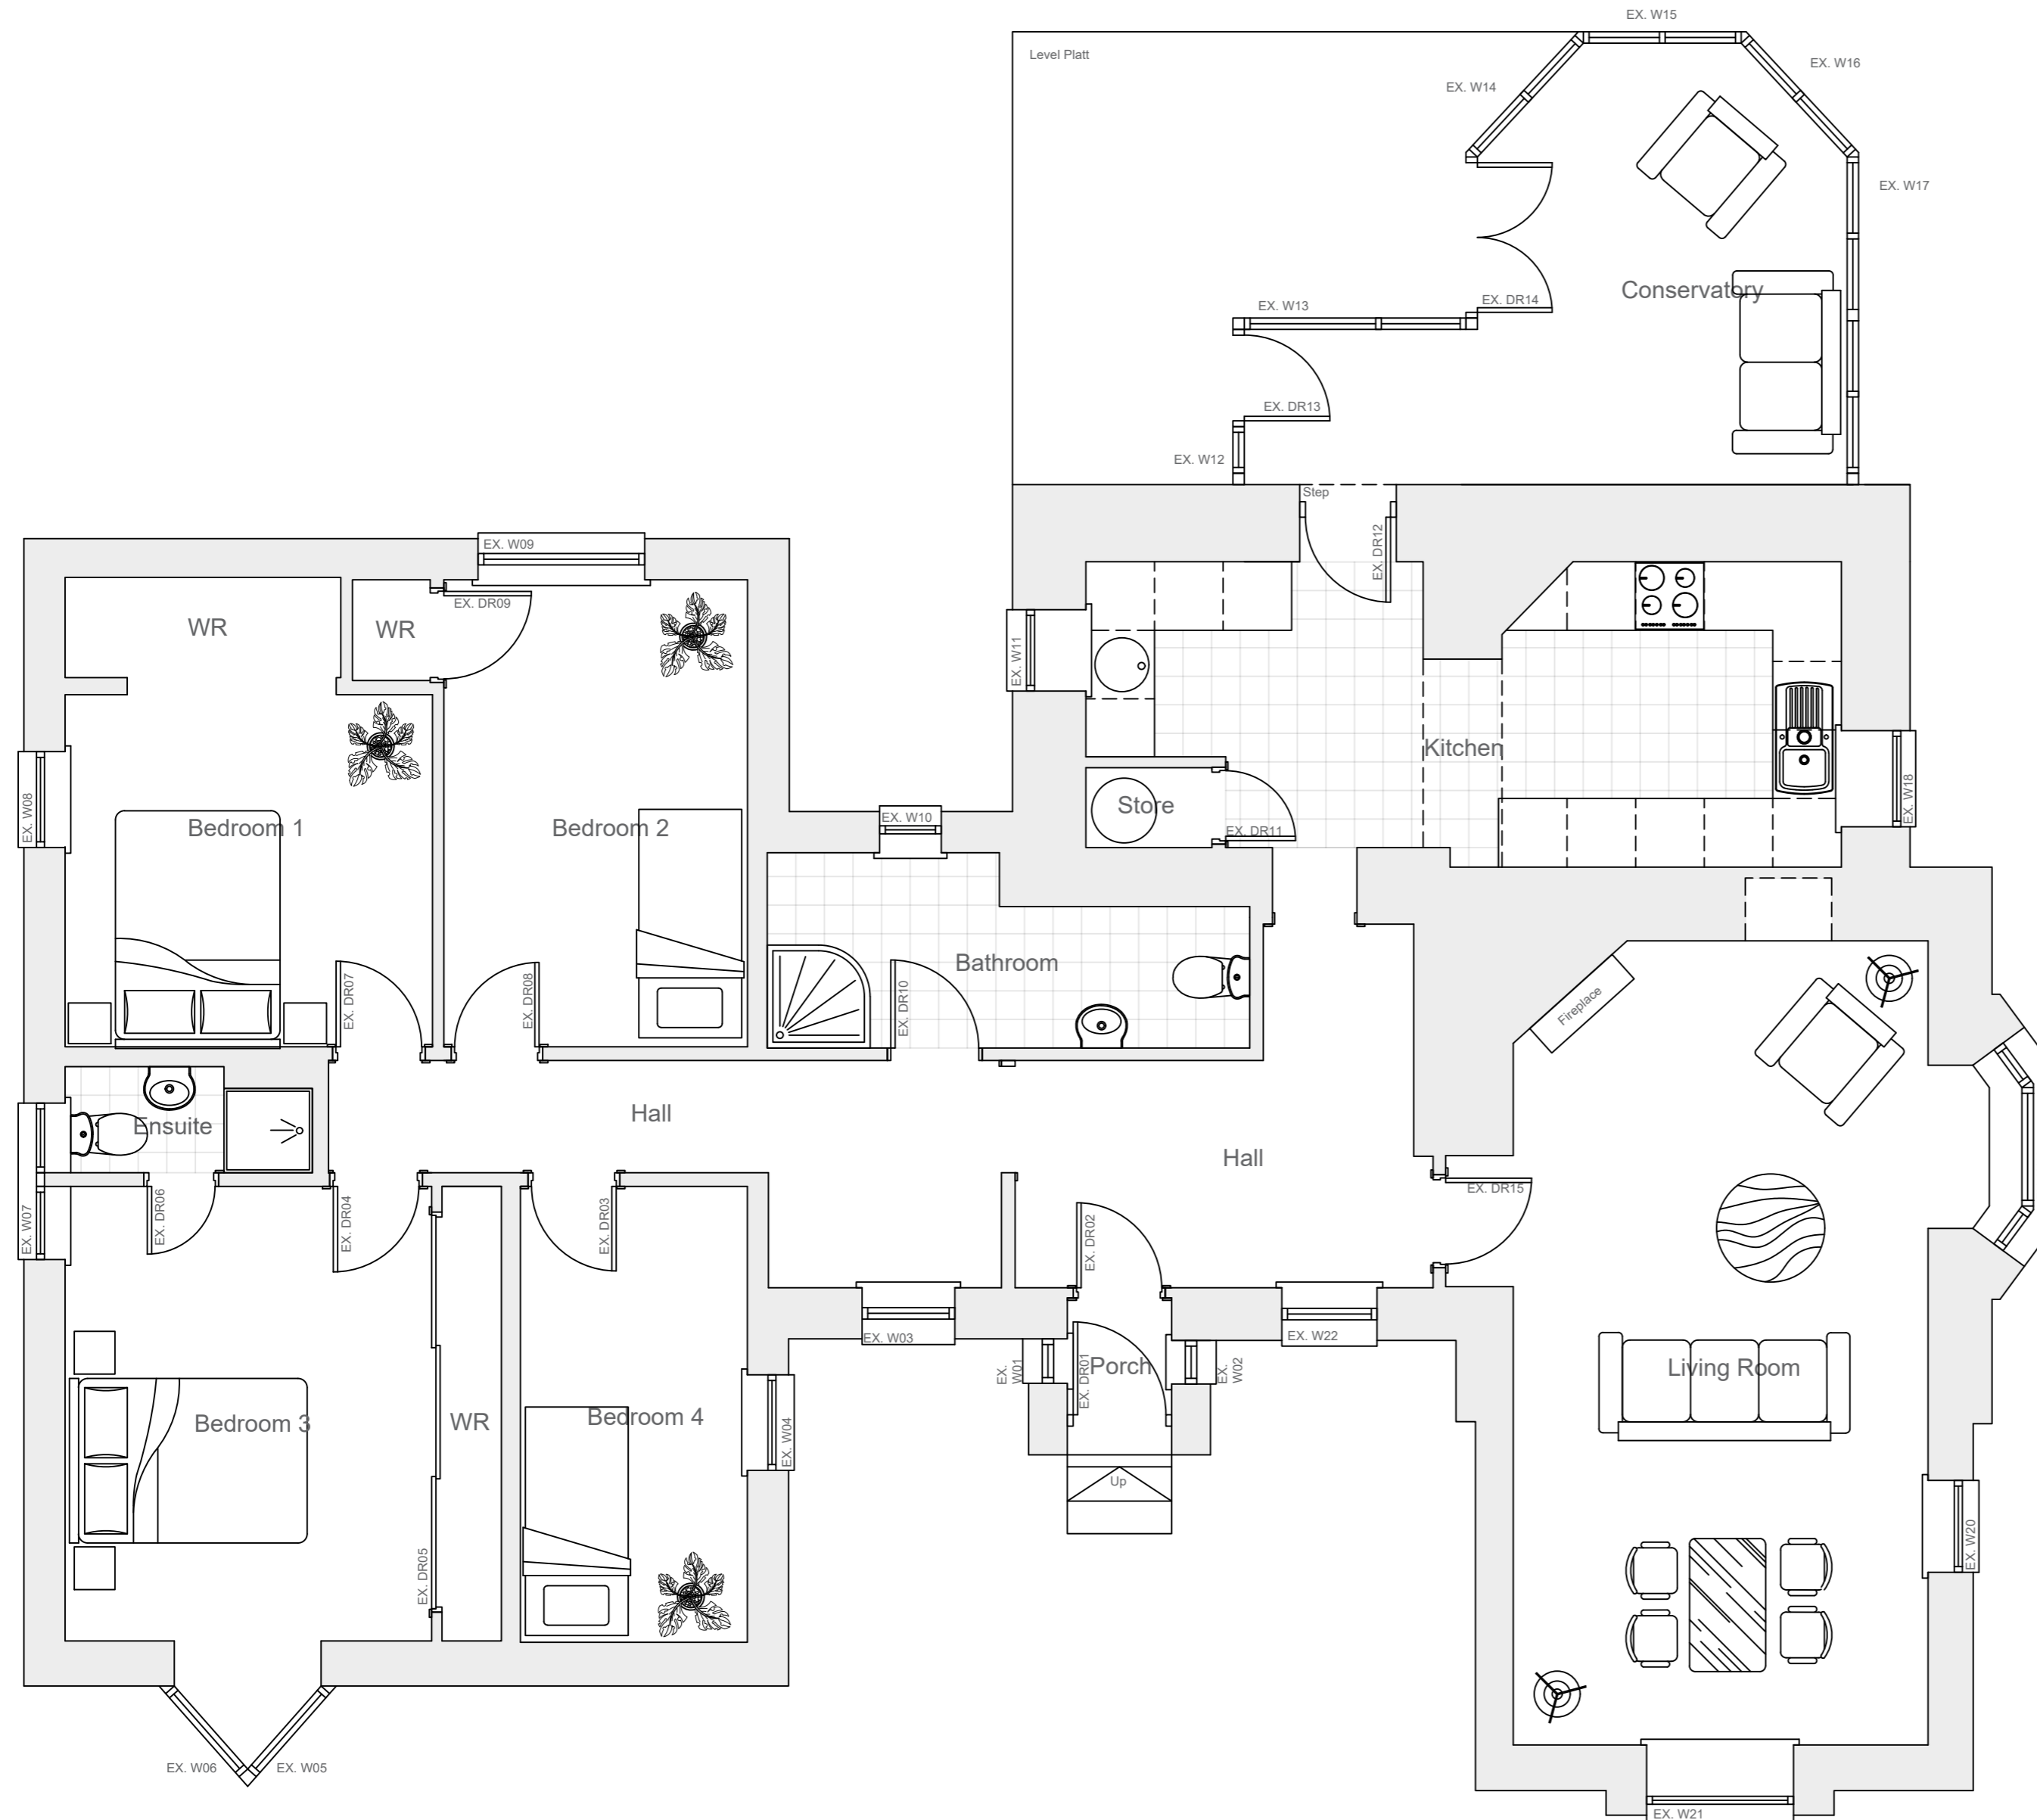 EX. W15
Level Platt
EX. W16
EX. W14
EX. W17
Conservatory
EX. W13
EX. DR14
EX. DR13
EX. W12
Step
EX. DR12
EX. W09
EX. DR09
WR
WR
EX. W11
Kitchen
EX. W18
Store
EX. DR11
EX. W08
Bedroom 1
Bedroom 2
EX. W10
Bathroom
EX. DR07
EX. DR08
EX. DR10
Fireplace
Ensuite
Hall
Hall
EX. DR15
EX. W07
EX. DR06
EX. DR04
EX. DR03
EX. DR02
EX. W03
EX. W22
EX. W01
EX. DR01
Porch
EX. W02
Living Room
Bedroom 3
WR
Bedroom 4
EX. W04
Up
EX. W20
EX. DR05
EX. W06
EX. W05
EX. W21